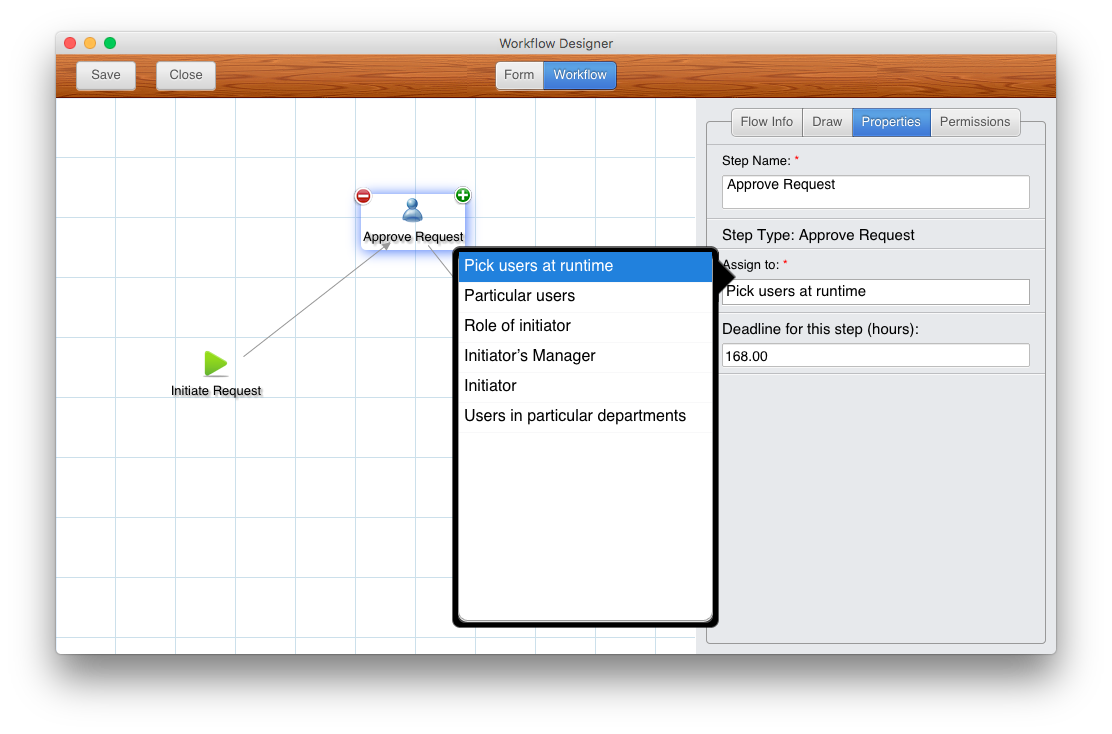 Workflow Designer
Save
Close
Form
Workflow
Flow Info
Draw
Properties
Permissions
Step Name: *
Approve Request
Step Type: Approve Request
Assign to: *
Pick users at runtime
Deadline for this step (hours):
168.00
Approve Request
Initiate Request
Pick users at runtime
Particular users
Role of initiator
Initiator’s Manager
Initiator
Users in particular departments